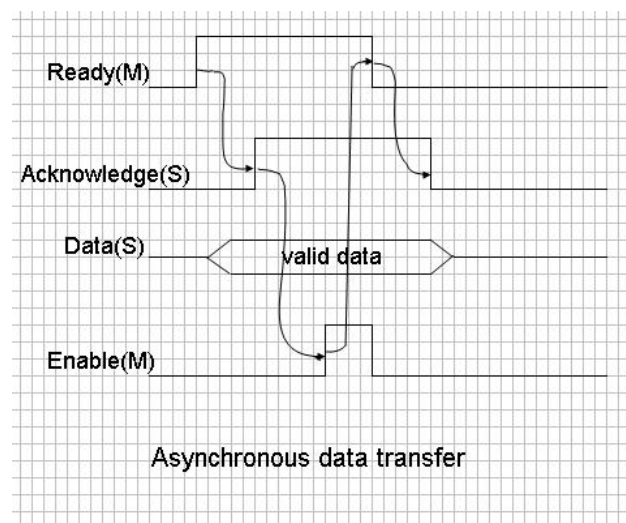 Ready(M)
Acknowledge(S)
Data(S)
valid data
Enable(M)
Asynchronous data transfer